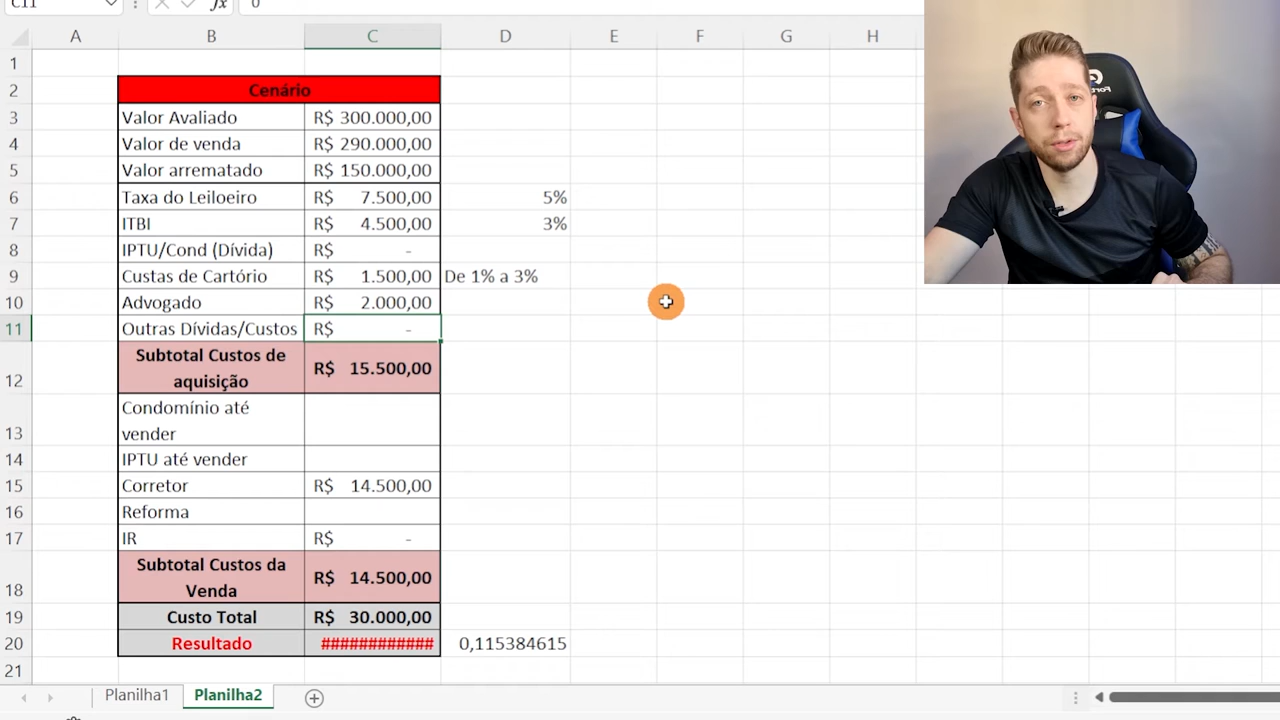 C11 fx 0
A B C D E F G H
1
2 Cenário
3 Valor Avaliado R$ 300.000,00
4 Valor de venda R$ 290.000,00
5 Valor arrematado R$ 150.000,00
6 Taxa do Leiloeiro R$ 7.500,00 5%
7 ITBI R$ 4.500,00 3%
8 IPTU/Cond (Dívida) R$ -
9 Custas de Cartório R$ 1.500,00 De 1% a 3%
10 Advogado R$ 2.000,00
11 Outras Dívidas/Custos R$ -
Subtotal Custos de
12 aquisição R$ 15.500,00
Condomínio até
13 vender
14 IPTU até vender
15 Corretor R$ 14.500,00
16 Reforma
17 IR R$ -
Subtotal Custos da
18 Venda R$ 14.500,00
19 Custo Total R$ 30.000,00
20 Resultado ############ 0,115384615
21
Planilha1 Planilha2